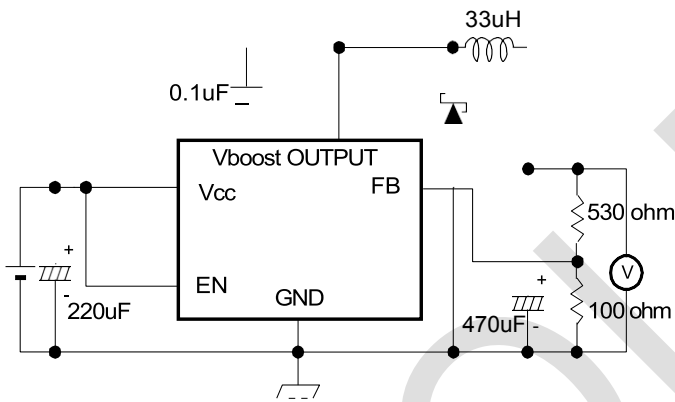 33uH
0.1uF
Vboost OUTPUT
Vcc
FB
530 ohm
+
V
EN
+
GND
220uF
-
470uF
-
100 ohm